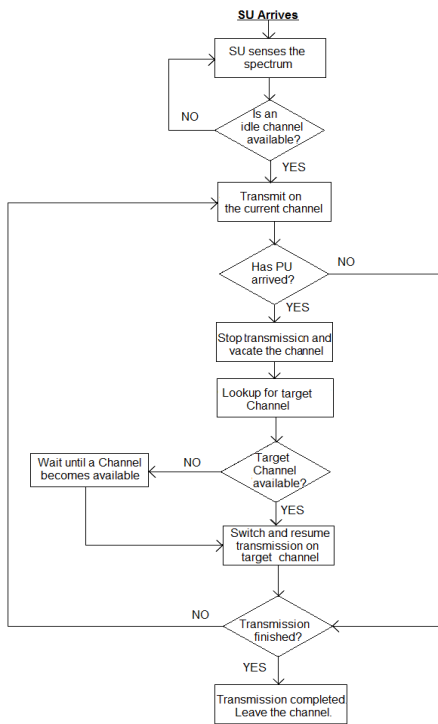 SU Arrives
SU senses the
spectrum
NO
Is an
idle channel
available?
YES
Transmit on
the current channel
Has PU
arrived?
NO
YES
Stop transmission and
vacate the channel
Lookup for target
Channel
Wait until a Channel
becomes available
NO
Target
Channel
available?
YES
Switch and resume
transmission on
target channel
NO
Transmission
finished?
YES
Transmission completed.
Leave the channel.